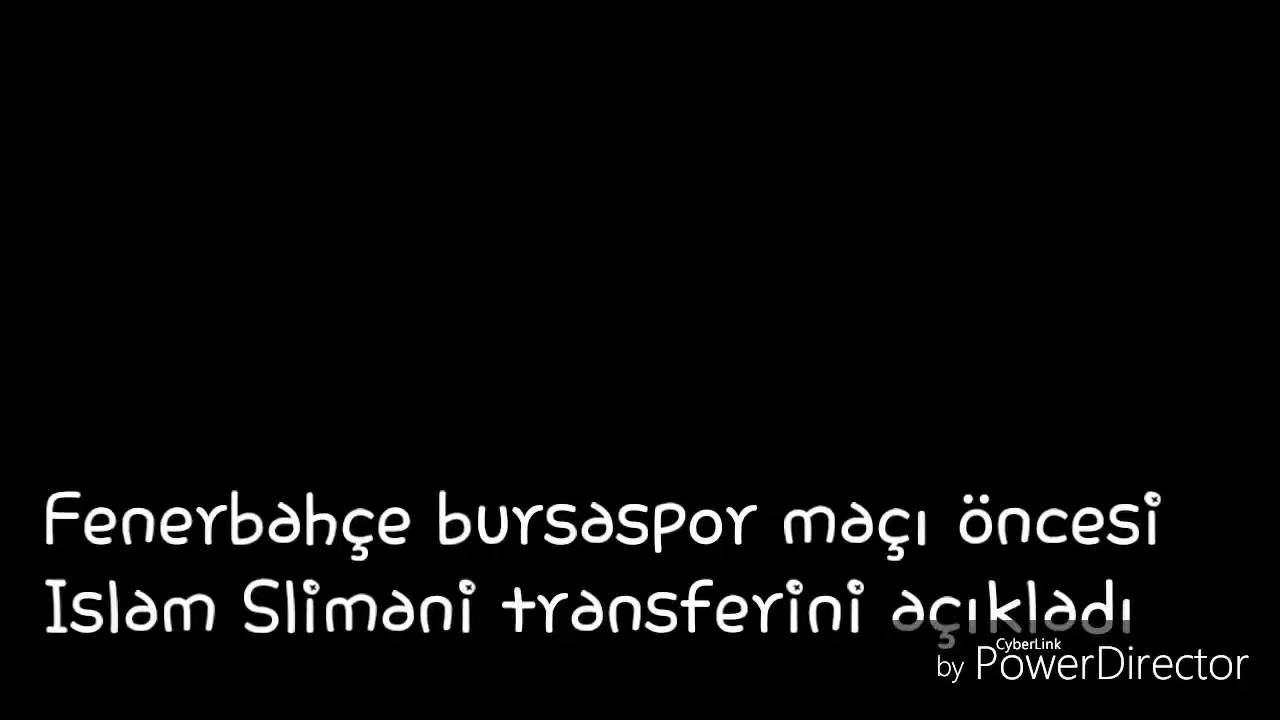 Fenerbahçe bursaspor maçı öncesi
Islam Slimani transferini açıkladı
CyberLink
by PowerDirector